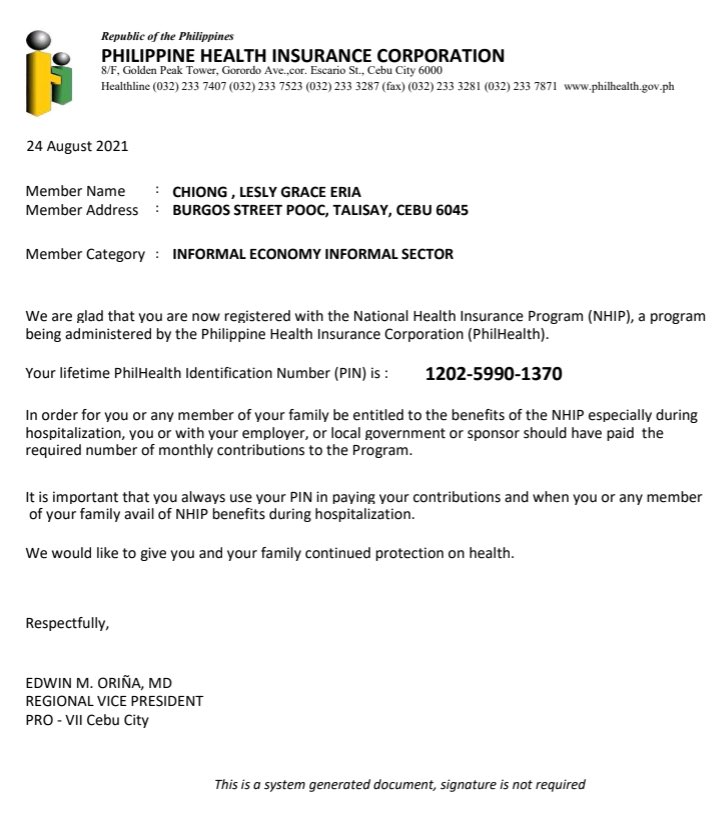 Republic of the Philippines
PHILIPPINE HEALTH INSURANCE CORPORATION
8/F, Golden Peak Tower, Gorordo Ave.,cor. Escario St., Cebu City 6000
Healthline (032) 233 7407 (032) 233 7523 (032) 233 3287 (fax) (032) 233 3281 (032) 233 7871 www.philhealth.gov.ph
24 August 2021
Member Name : CHIONG , LESLY GRACE ERIA
Member Address : BURGOS STREET POOC, TALISAY, CEBU 6045
Member Category : INFORMAL ECONOMY INFORMAL SECTOR
We are glad that you are now registered with the National Health Insurance Program (NHIP), a program
being administered by the Philippine Health Insurance Corporation (PhilHealth).
Your lifetime PhilHealth Identification Number (PIN) is : 1202-5990-1370
In order for you or any member of your family be entitled to the benefits of the NHIP especially during
hospitalization, you or with your employer, or local government or sponsor should have paid the
required number of monthly contributions to the Program.
It is important that you always use your PIN in paying your contributions and when you or any member
of your family avail of NHIP benefits during hospitalization.
We would like to give you and your family continued protection on health.
Respectfully,
EDWIN M. ORIÑA, MD
REGIONAL VICE PRESIDENT
PRO - VII Cebu City
This is a system generated document, signature is not required